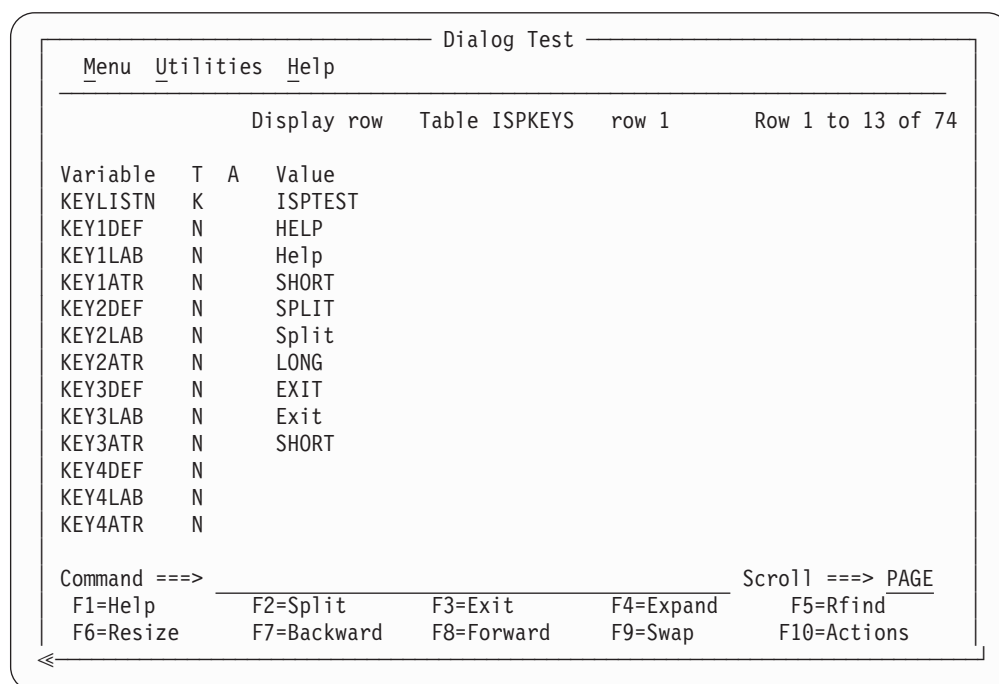 Dialog Test
Menu Utilities Help
Display row Table ISPKEYS row 1 Row 1 to 13 of 74
Variable T A Value
KEYLISTN K ISPTEST
KEY1DEF N HELP
KEY1LAB N Help
KEY1ATR N SHORT
KEY2DEF N SPLIT
KEY2LAB N Split
KEY2ATR N LONG
KEY3DEF N EXIT
KEY3LAB N Exit
KEY3ATR N SHORT
KEY4DEF N
KEY4LAB N
KEY4ATR N
Command ===> Scroll ===> PAGE
F1=Help F2=Split F3=Exit F4=Expand F5=Rfind
F6=Resize F7=Backward F8=Forward F9=Swap F10=Actions